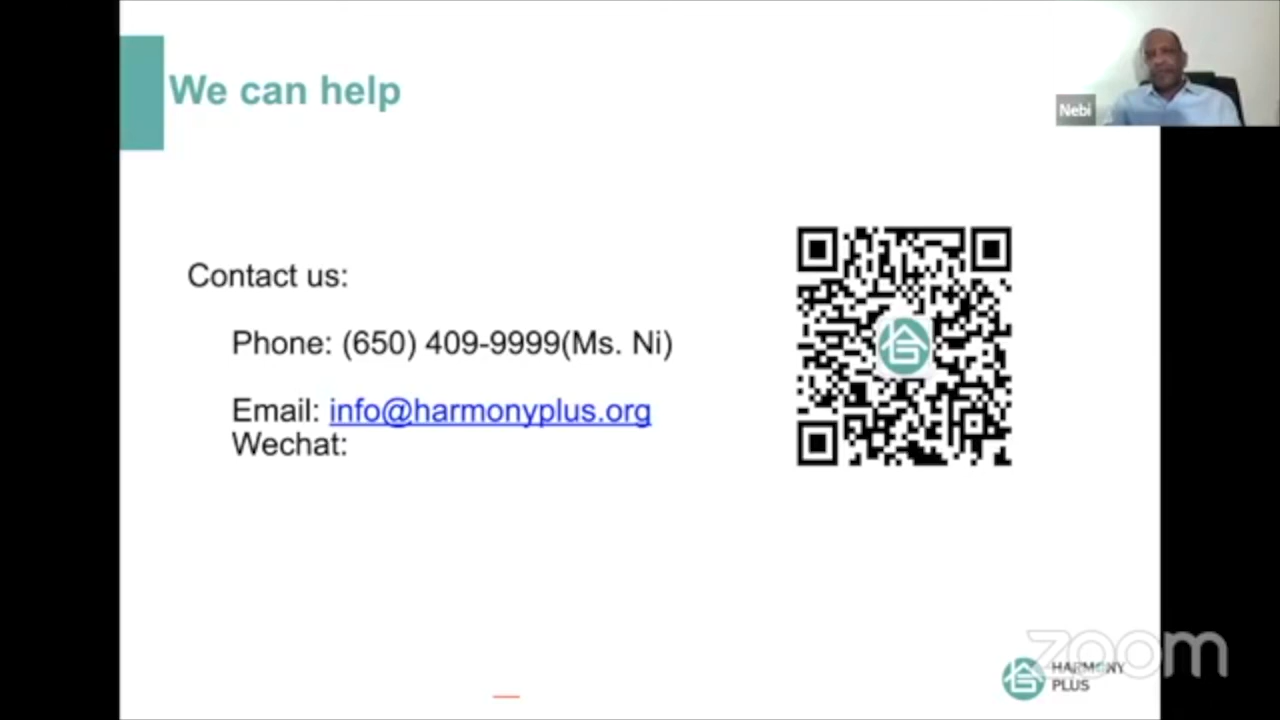 We can help
Nebi
Contact us:
Phone: (650) 409-9999(Ms. Ni)
Email: info@harmonyplus.org
Wechat:
zoom
HARMONY
PLUS